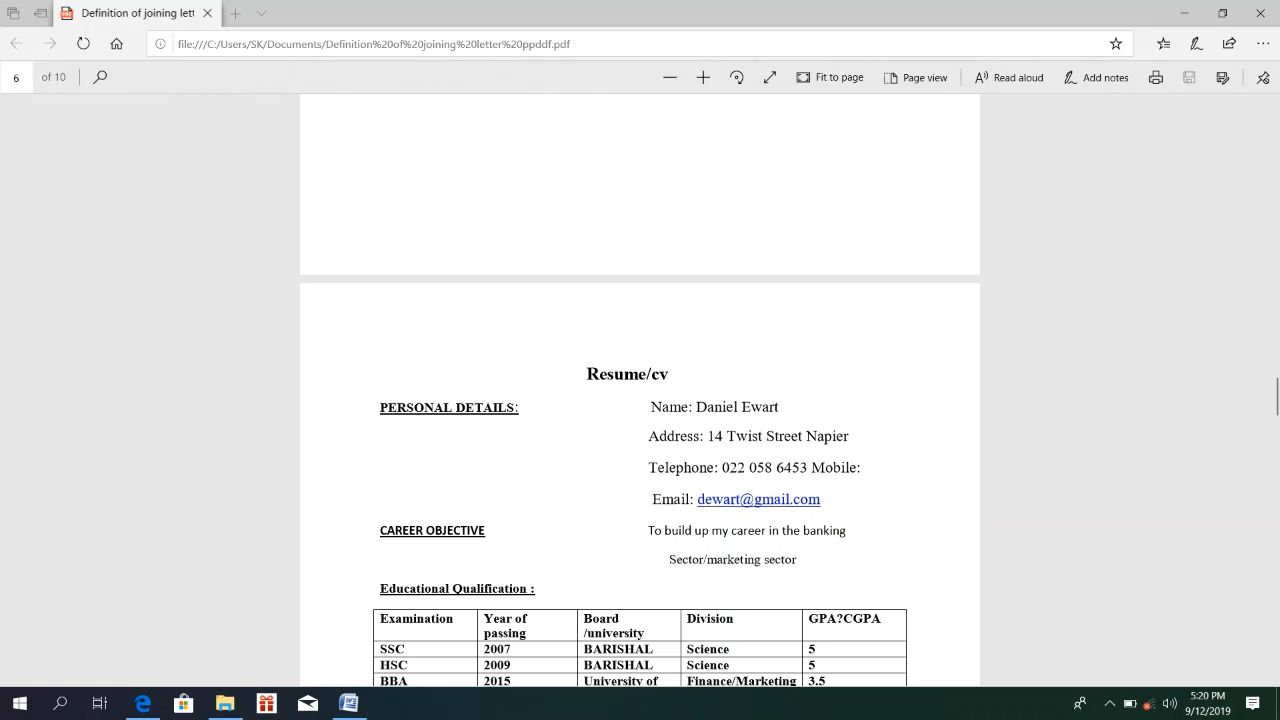 Definition of joining lett
file:///C:/Users/SK/Documents/Definition%20of%20joining%20letter%20ppddf.pdf
6 of 10 Fit to page Page view Read aloud Add notes
Resume/cv
PERSONAL DETAILS: Name: Daniel Ewart
Address: 14 Twist Street Napier
Telephone: 022 058 6453 Mobile:
Email: dewart@gmail.com
CAREER OBJECTIVE To build up my career in the banking
Sector/marketing sector
Educational Qualification :
Examination Year of passing Board /university Division GPA?CGPA
SSC 2007 BARISHAL Science 5
HSC 2009 BARISHAL Science 5
BBA 2015 University of Finance/Marketing 3.5
5:20 PM
9/12/2019